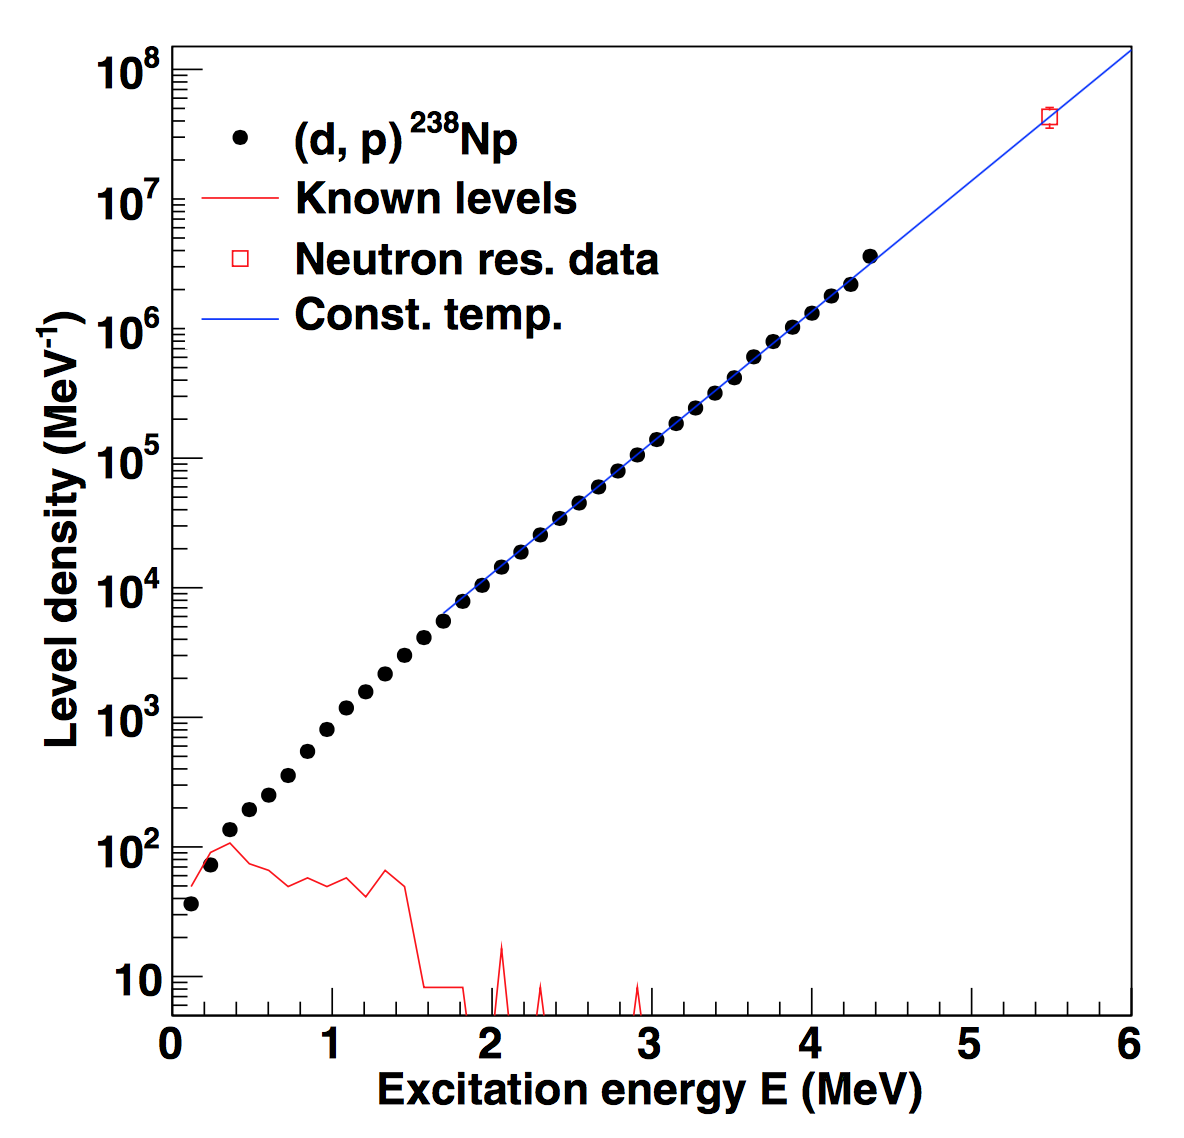 10^8
10^7
10^6
10^5
10^4
10^3
10^2
10
(d, p) ^238Np
Known levels
Neutron res. data
Const. temp.
Level density (MeV^-1)
0 1 2 3 4 5 6
Excitation energy E (MeV)